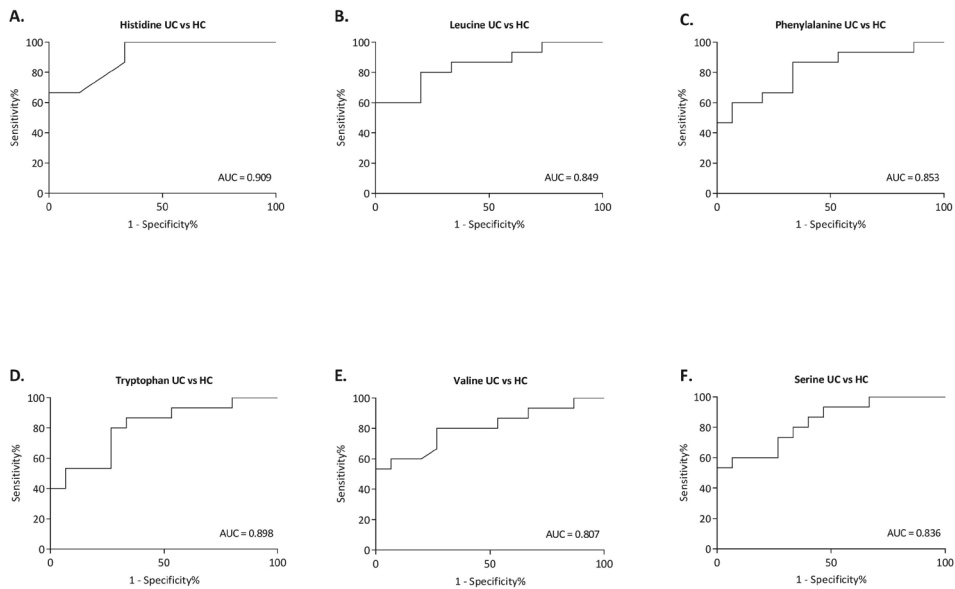 A.
Histidine UC vs HC
100
80
60
40
20
0
Sensitivity%
AUC = 0.909
0 50 100
1 - Specificity%
B.
Leucine UC vs HC
100
80
60
40
20
0
Sensitivity%
AUC = 0.849
0 50 100
1 - Specificity%
C.
Phenylalanine UC vs HC
100
80
60
40
20
0
Sensitivity%
AUC = 0.853
0 50 100
1 - Specificity%
D.
Tryptophan UC vs HC
100
80
60
40
20
0
Sensitivity%
AUC = 0.898
0 50 100
1 - Specificity%
E.
Valine UC vs HC
100
80
60
40
20
0
Sensitivity%
AUC = 0.807
0 50 100
1 - Specificity%
F.
Serine UC vs HC
100
80
60
40
20
0
Sensitivity%
AUC = 0.836
0 50 100
1 - Specificity%